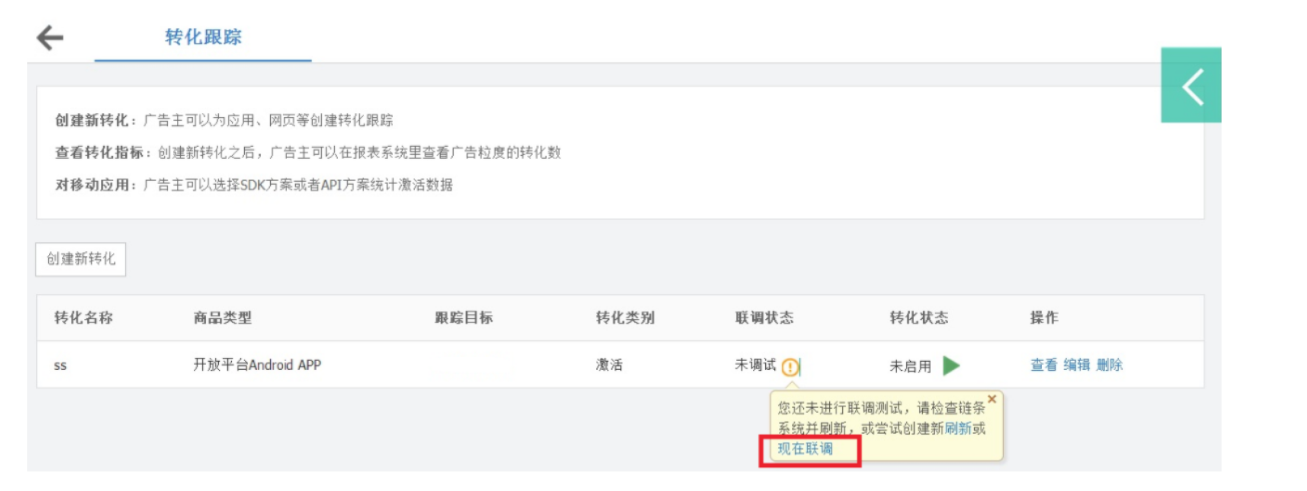 转化跟踪
创建新转化：广告主可以为应用、网页等创建转化跟踪
查看转化指标：创建新转化之后，广告主可以在报表系统里查看广告粒度的转化数
对移动应用：广告主可以选择SDK方案或者API方案统计激活数据
创建新转化
转化名称 商品类型 跟踪目标 转化类别 联调状态 转化状态 操作
ss 开放平台Android APP 激活 未调试 未启用 查看 编辑 删除
您还未进行联调测试，请检查链条
系统并刷新，或尝试创建新刷新或
现在联调